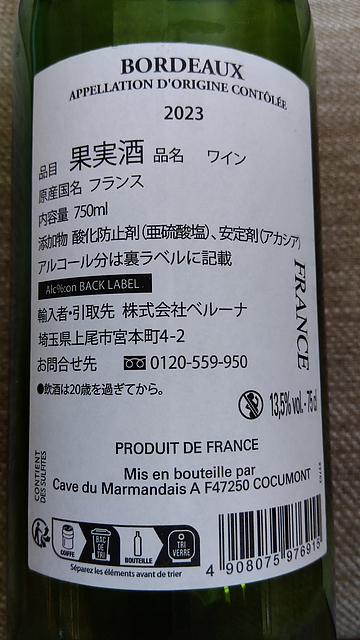 BORDEAUX
APPELLATION D'ORIGINE CONTÔLÉE
2023
品目 果実酒 品名 ワイン
原産国名 フランス
内容量 750ml
添加物 酸化防止剤(亜硫酸塩)、安定剤(アカシア)
アルコール分は裏ラベルに記載
Alc%:on BACK LABEL
輸入者・引取先 株式会社ベルーナ
埼玉県上尾市宮本町4-2
お問合せ先 0120-559-950
●飲酒は20歳を過ぎてから。
FRANCE
13,5% vol. - 75 cl
PRODUIT DE FRANCE
Mis en bouteille par
Cave du Marmandais A F47250 COCUMONT
CONTIENT
DES SULFITES
COIFFE
BAC
DE
TRI
BOUTEILLE
TRI
VERRE
Séparez les éléments avant de trier
4 908075 976915